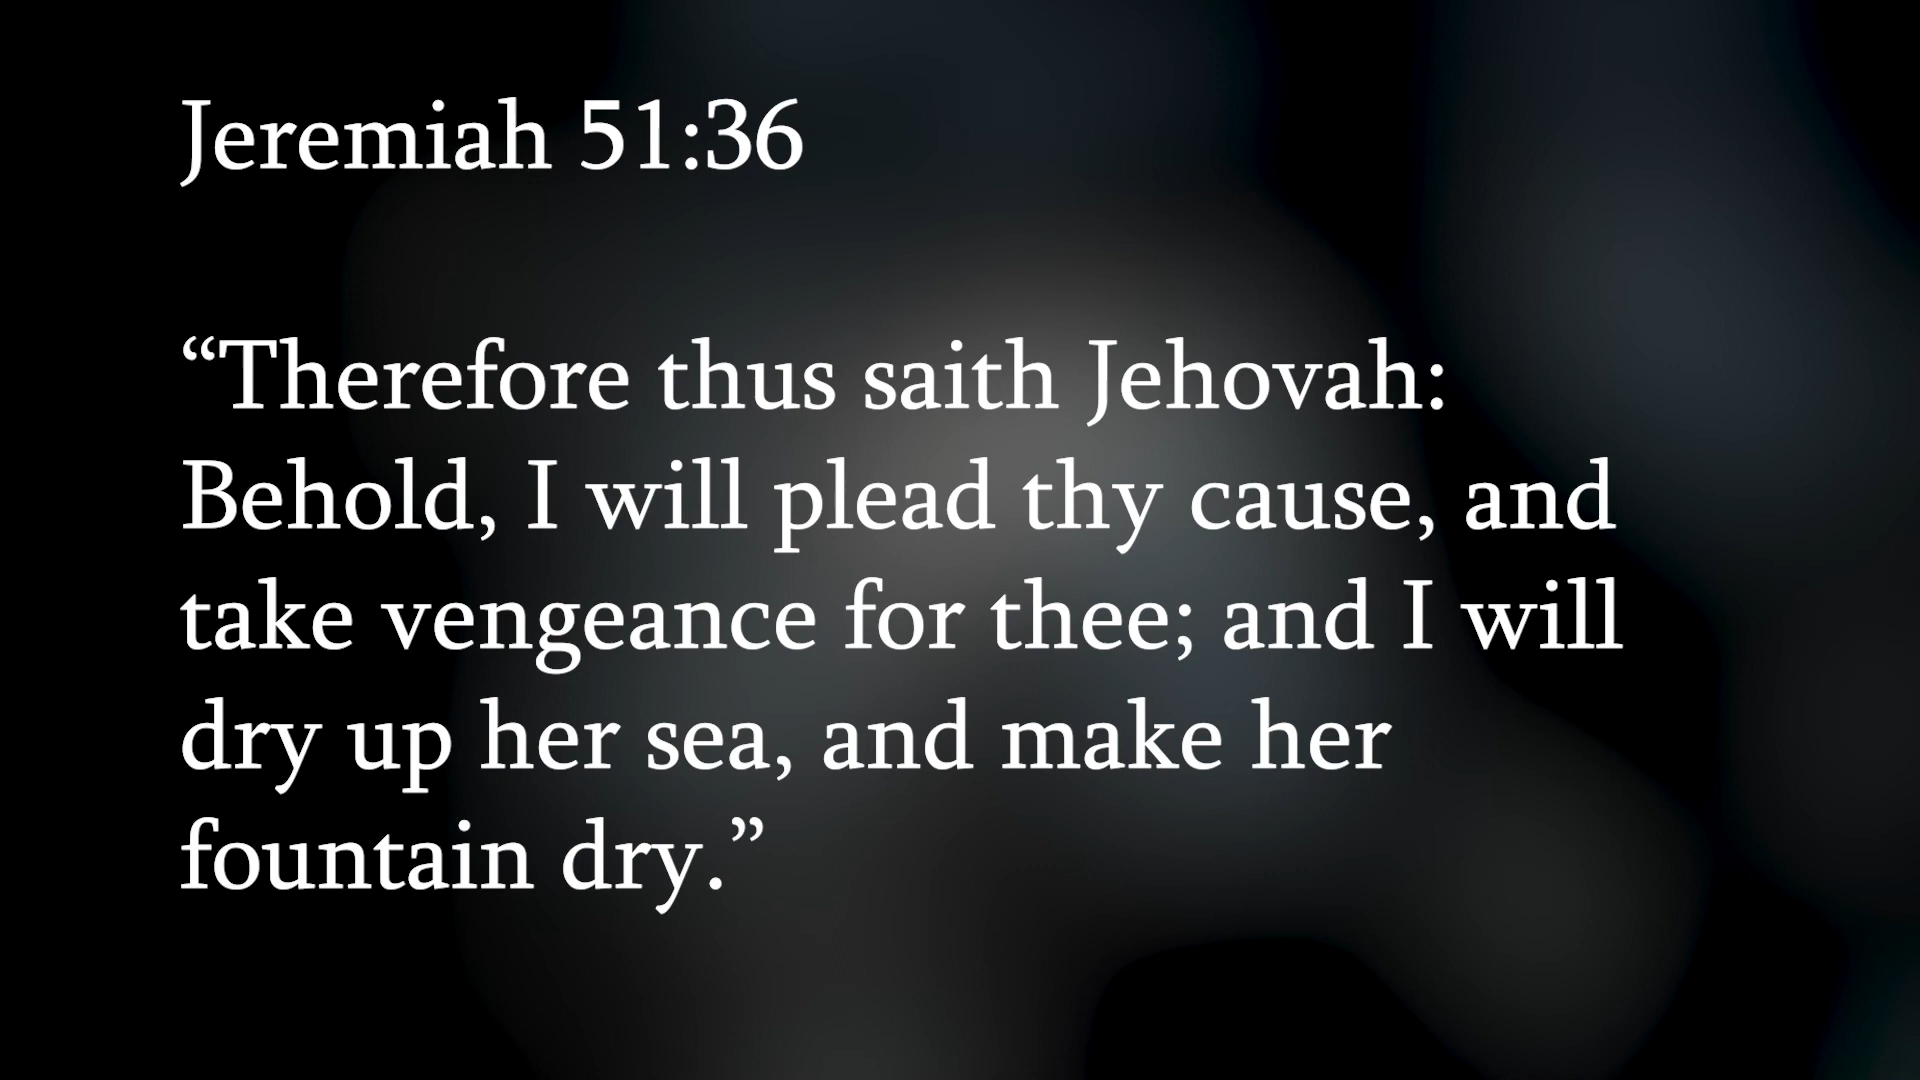 Jeremiah 51:36
“Therefore thus saith Jehovah:
Behold, I will plead thy cause, and
take vengeance for thee; and I will
dry up her sea, and make her
fountain dry.”